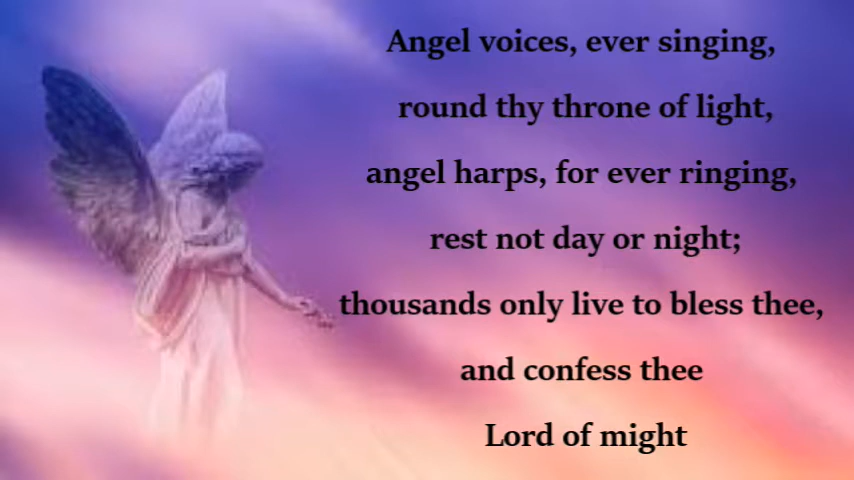 Angel voices, ever singing,
round thy throne of light,
angel harps, for ever ringing,
rest not day or night;
thousands only live to bless thee,
and confess thee
Lord of might